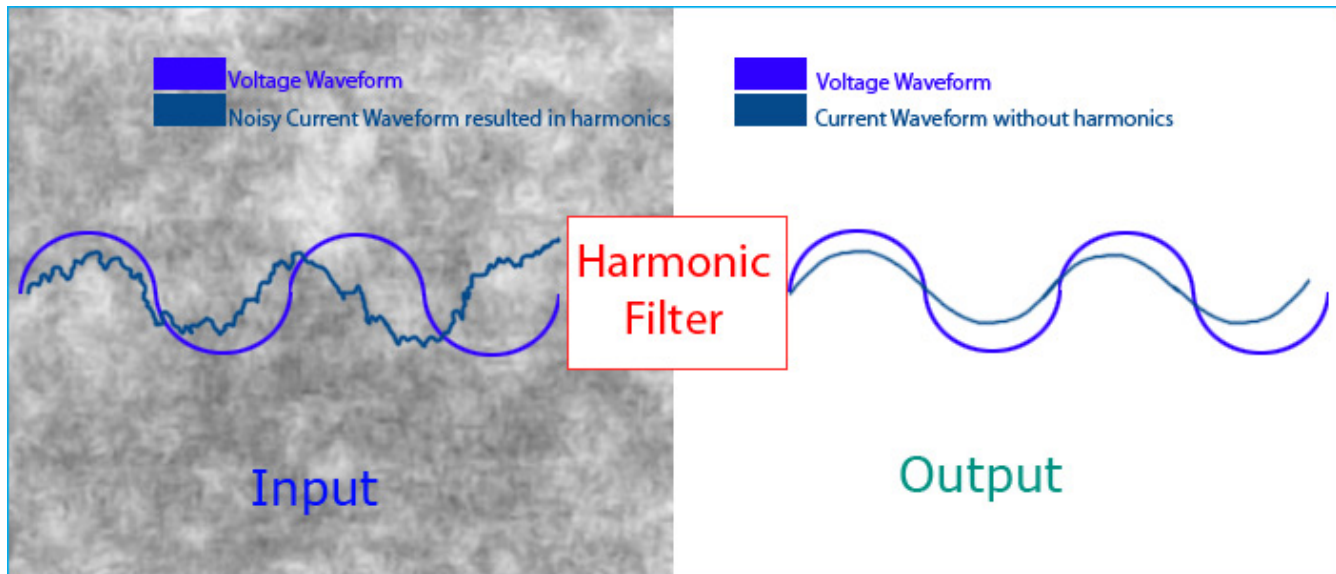 Voltage Waveform
Noisy Current Waveform resulted in harmonics
Voltage Waveform
Current Waveform without harmonics
Harmonic
Filter
Input
Output